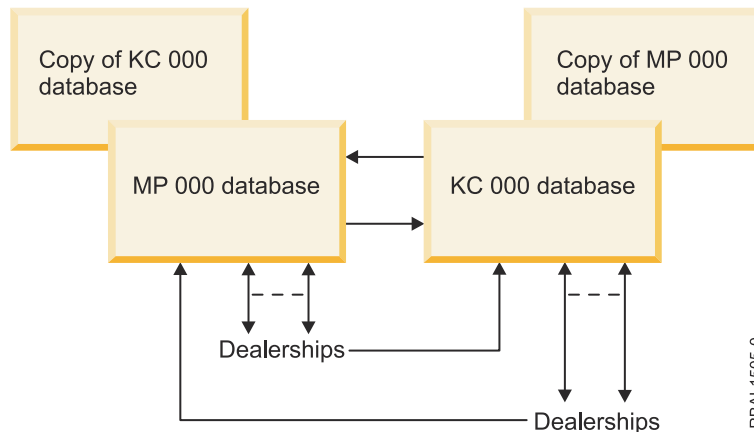 Copy of KC 000
database
Copy of MP 000
database
MP 000 database
KC 000 database
Dealerships
Dealerships